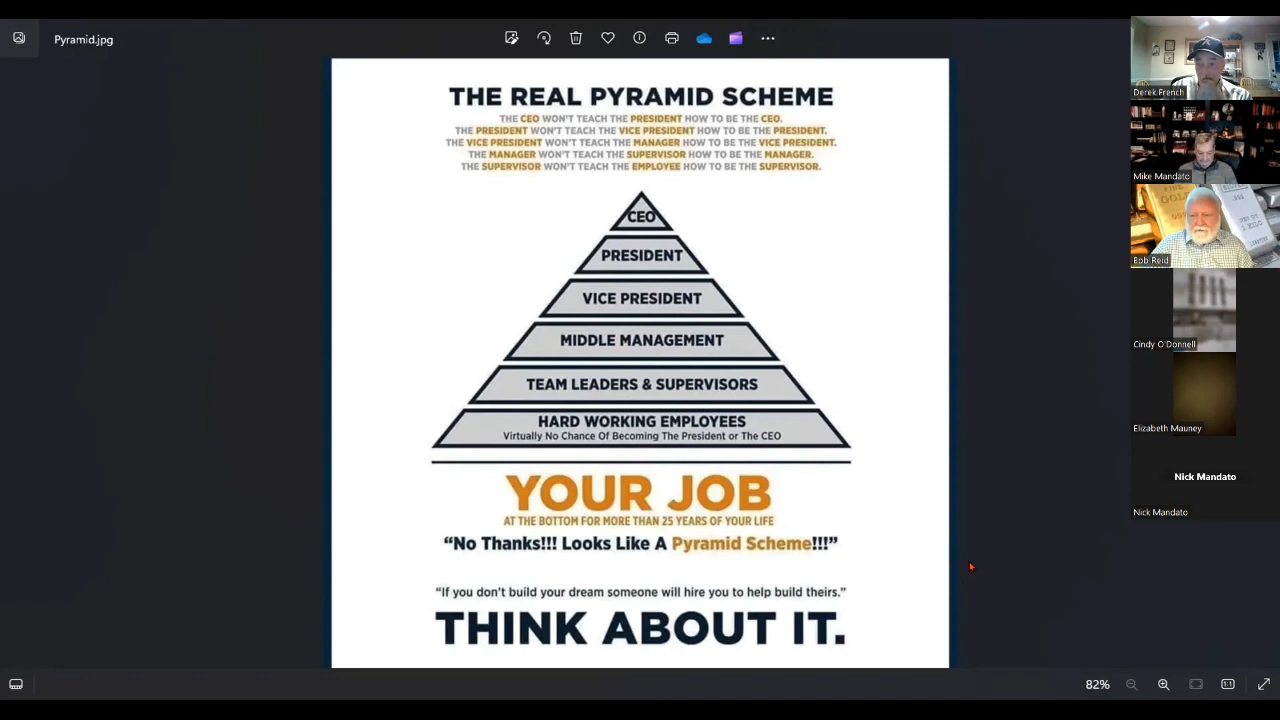 Pyramid.jpg
THE REAL PYRAMID SCHEME
THE CEO WON'T TEACH THE PRESIDENT HOW TO BE THE CEO.
THE PRESIDENT WON'T TEACH THE VICE PRESIDENT HOW TO BE THE PRESIDENT.
THE VICE PRESIDENT WON'T TEACH THE MANAGER HOW TO BE THE VICE PRESIDENT.
THE MANAGER WON'T TEACH THE SUPERVISOR HOW TO BE THE MANAGER.
THE SUPERVISOR WON'T TEACH THE EMPLOYEE HOW TO BE THE SUPERVISOR.
CEO
PRESIDENT
VICE PRESIDENT
MIDDLE MANAGEMENT
TEAM LEADERS & SUPERVISORS
HARD WORKING EMPLOYEES
Virtually No Chance Of Becoming The President or The CEO
YOUR JOB
AT THE BOTTOM FOR MORE THAN 25 YEARS OF YOUR LIFE
“No Thanks!!! Looks Like A Pyramid Scheme!!!”
“If you don't build your dream someone will hire you to help build theirs.”
THINK ABOUT IT.
Derek French
Mike Mandato
Bob Reid
Cindy O'Donnell
Elizabeth Mauney
Nick Mandato
Nick Mandato
82%
1:1